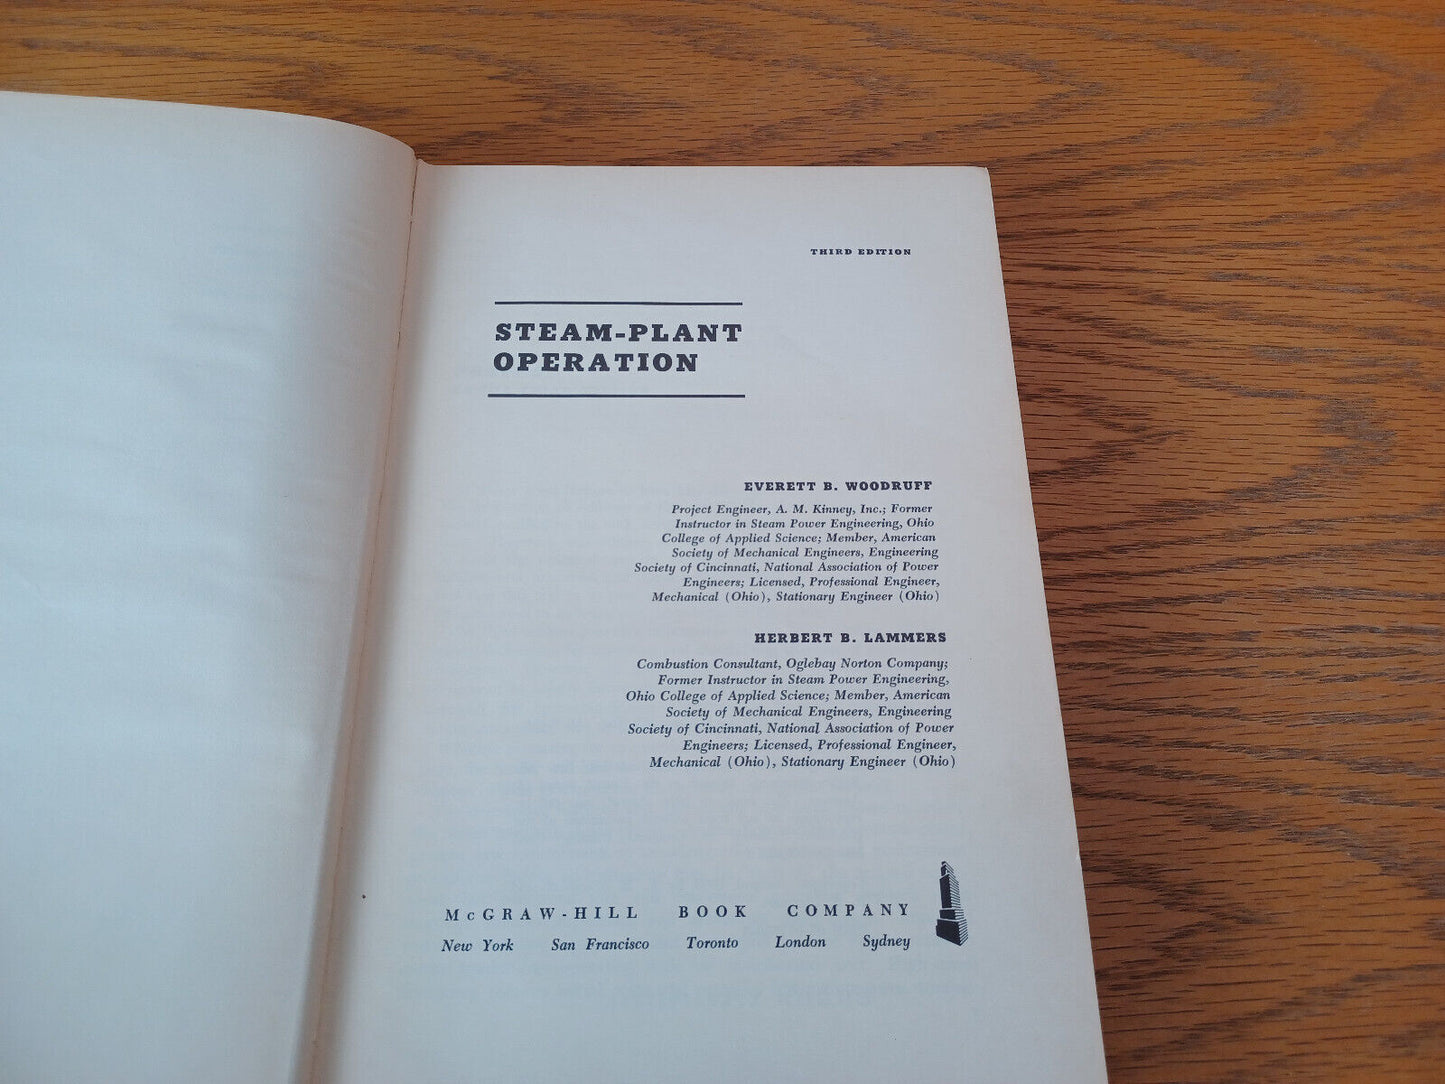 THIRD EDITION
STEAM-PLANT
OPERATION
EVERETT B. WOODRUFF
Project Engineer, A. M. Kinney, Inc.; Former
Instructor in Steam Power Engineering, Ohio
College of Applied Science; Member, American
Society of Mechanical Engineers, Engineering
Society of Cincinnati, National Association of Power
Engineers; Licensed, Professional Engineer,
Mechanical (Ohio), Stationary Engineer (Ohio)
HERBERT B. LAMMERS
Combustion Consultant, Oglebay Norton Company;
Former Instructor in Steam Power Engineering,
Ohio College of Applied Science; Member, American
Society of Mechanical Engineers, Engineering
Society of Cincinnati, National Association of Power
Engineers; Licensed, Professional Engineer,
Mechanical (Ohio), Stationary Engineer (Ohio)
McGRAW-HILL BOOK COMPANY
New York San Francisco Toronto London Sydney